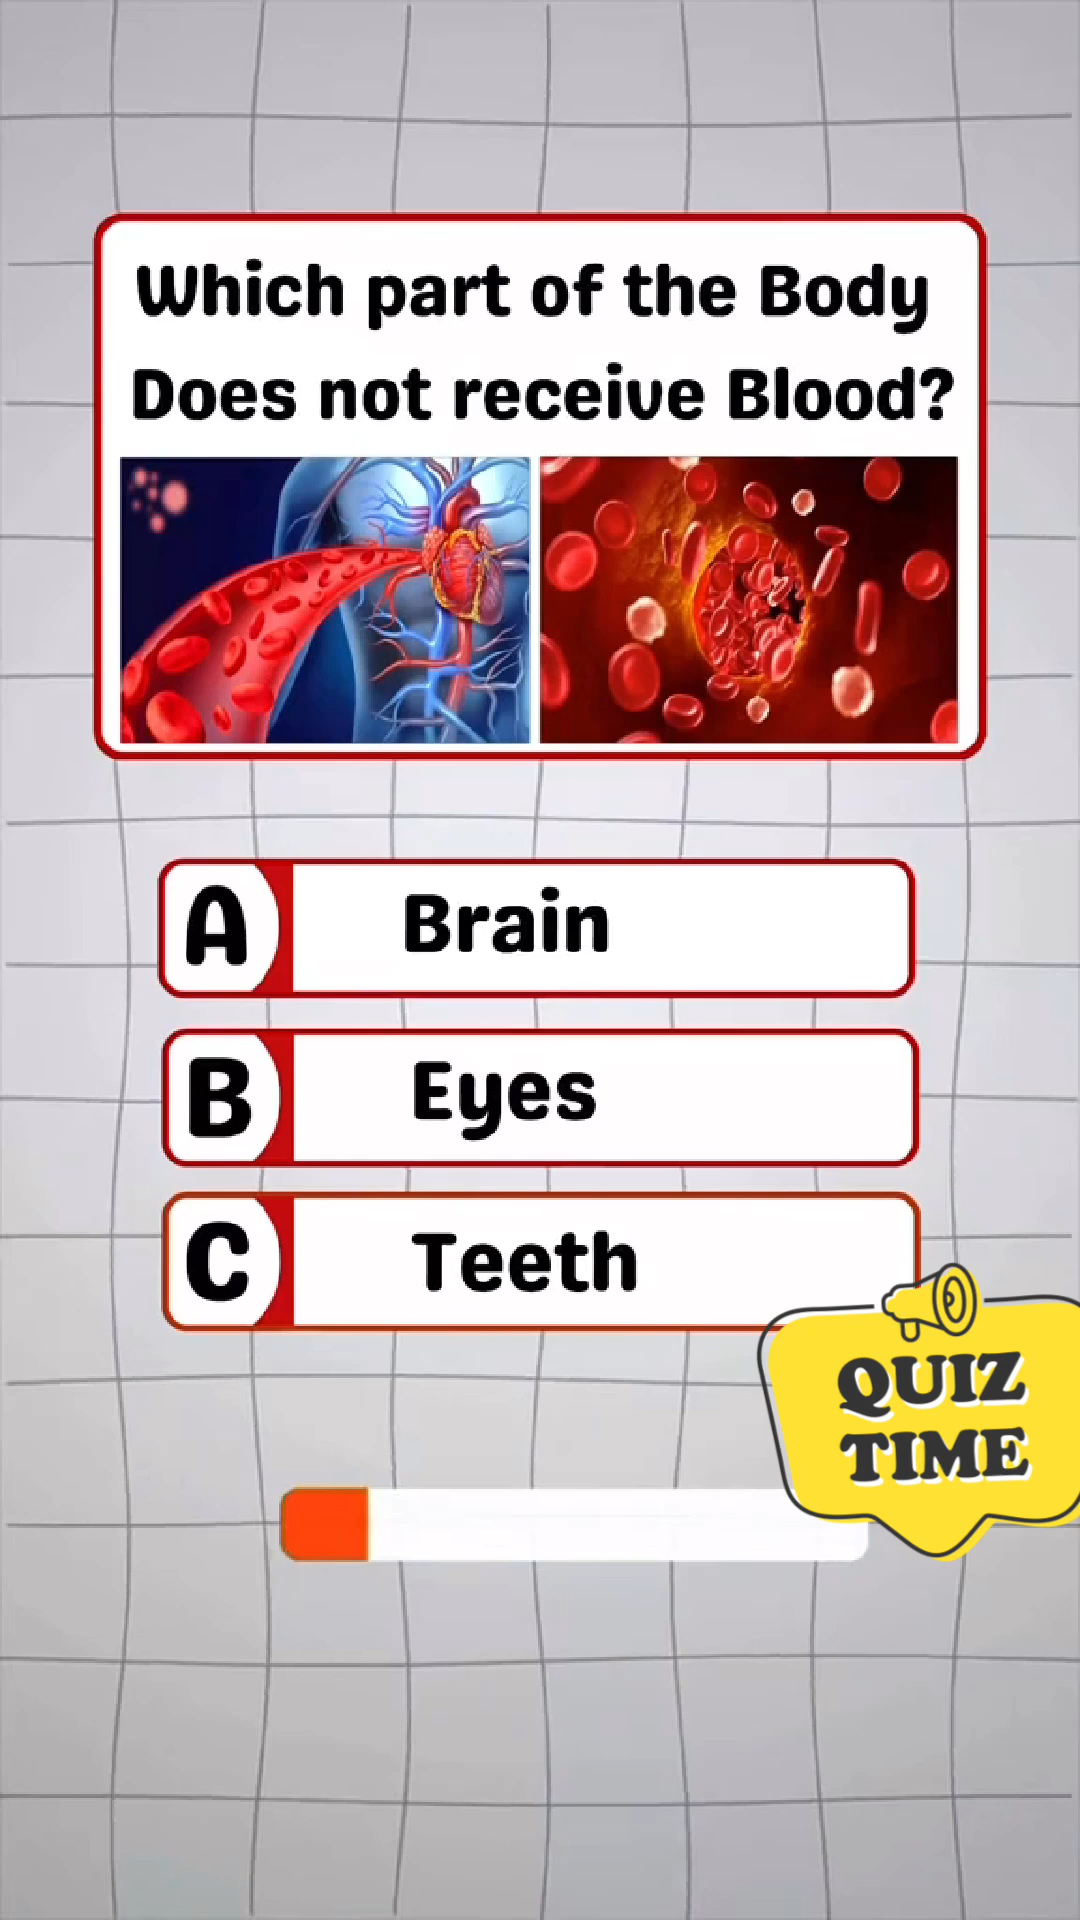 Which part of the Body
Does not receive Blood?
A Brain
B Eyes
C Teeth
QUIZ
TIME